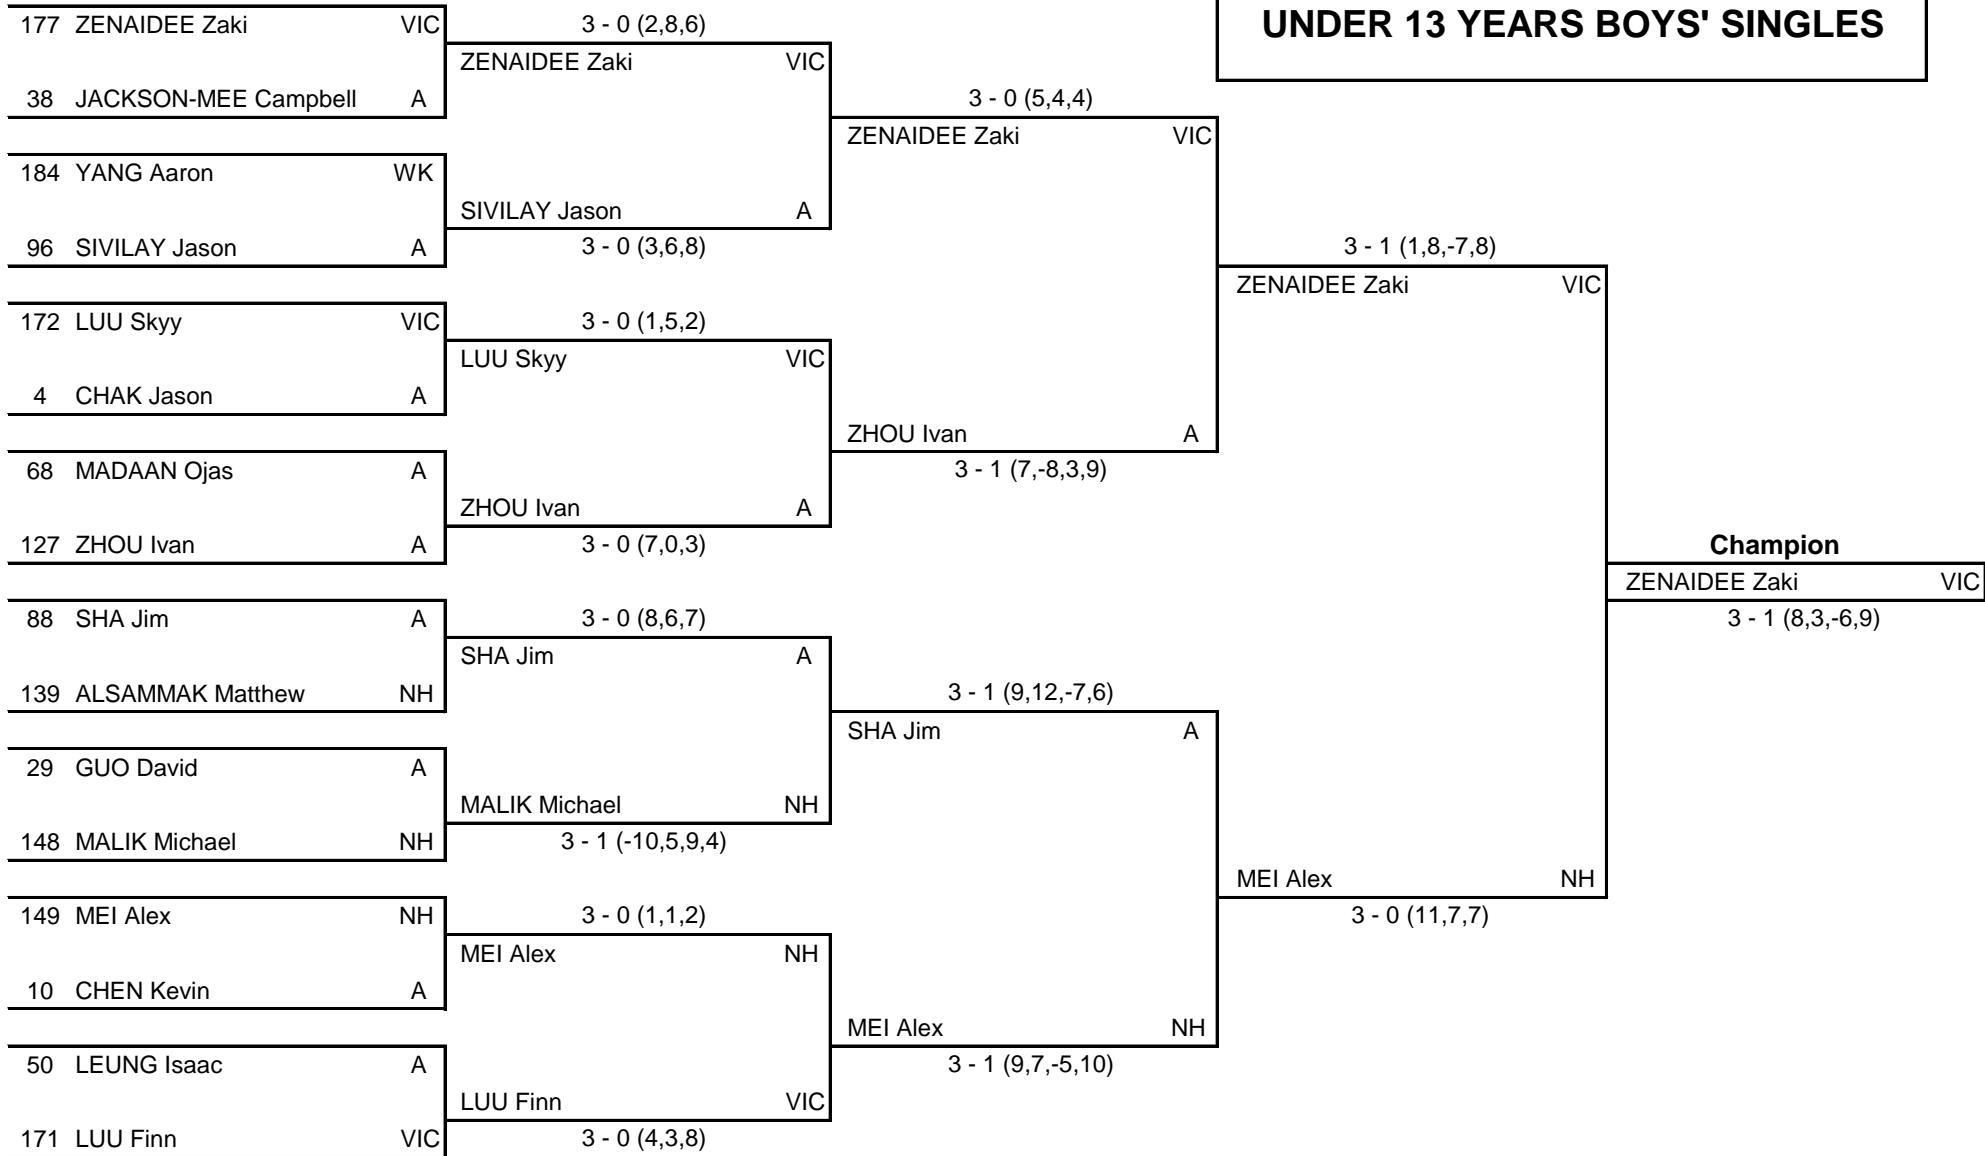 UNDER 13 YEARS BOYS' SINGLES
177 ZENAIDEE Zaki VIC
38 JACKSON-MEE Campbell A
184 YANG Aaron WK
96 SIVILAY Jason A
172 LUU Skyy VIC
4 CHAK Jason A
68 MADAAN Ojas A
127 ZHOU Ivan A
88 SHA Jim A
139 ALSAMMAK Matthew NH
29 GUO David A
148 MALIK Michael NH
149 MEI Alex NH
10 CHEN Kevin A
50 LEUNG Isaac A
171 LUU Finn VIC
3 - 0 (2,8,6)
ZENAIDEE Zaki VIC
SIVILAY Jason A
3 - 0 (3,6,8)
3 - 0 (1,5,2)
LUU Skyy VIC
ZHOU Ivan A
3 - 0 (7,0,3)
3 - 0 (8,6,7)
SHA Jim A
MALIK Michael NH
3 - 1 (-10,5,9,4)
3 - 0 (1,1,2)
MEI Alex NH
LUU Finn VIC
3 - 0 (4,3,8)
3 - 0 (5,4,4)
ZENAIDEE Zaki VIC
ZHOU Ivan A
3 - 1 (7,-8,3,9)
3 - 1 (9,12,-7,6)
SHA Jim A
MEI Alex NH
3 - 1 (9,7,-5,10)
3 - 1 (1,8,-7,8)
ZENAIDEE Zaki VIC
MEI Alex NH
3 - 0 (11,7,7)
Champion
ZENAIDEE Zaki VIC
3 - 1 (8,3,-6,9)